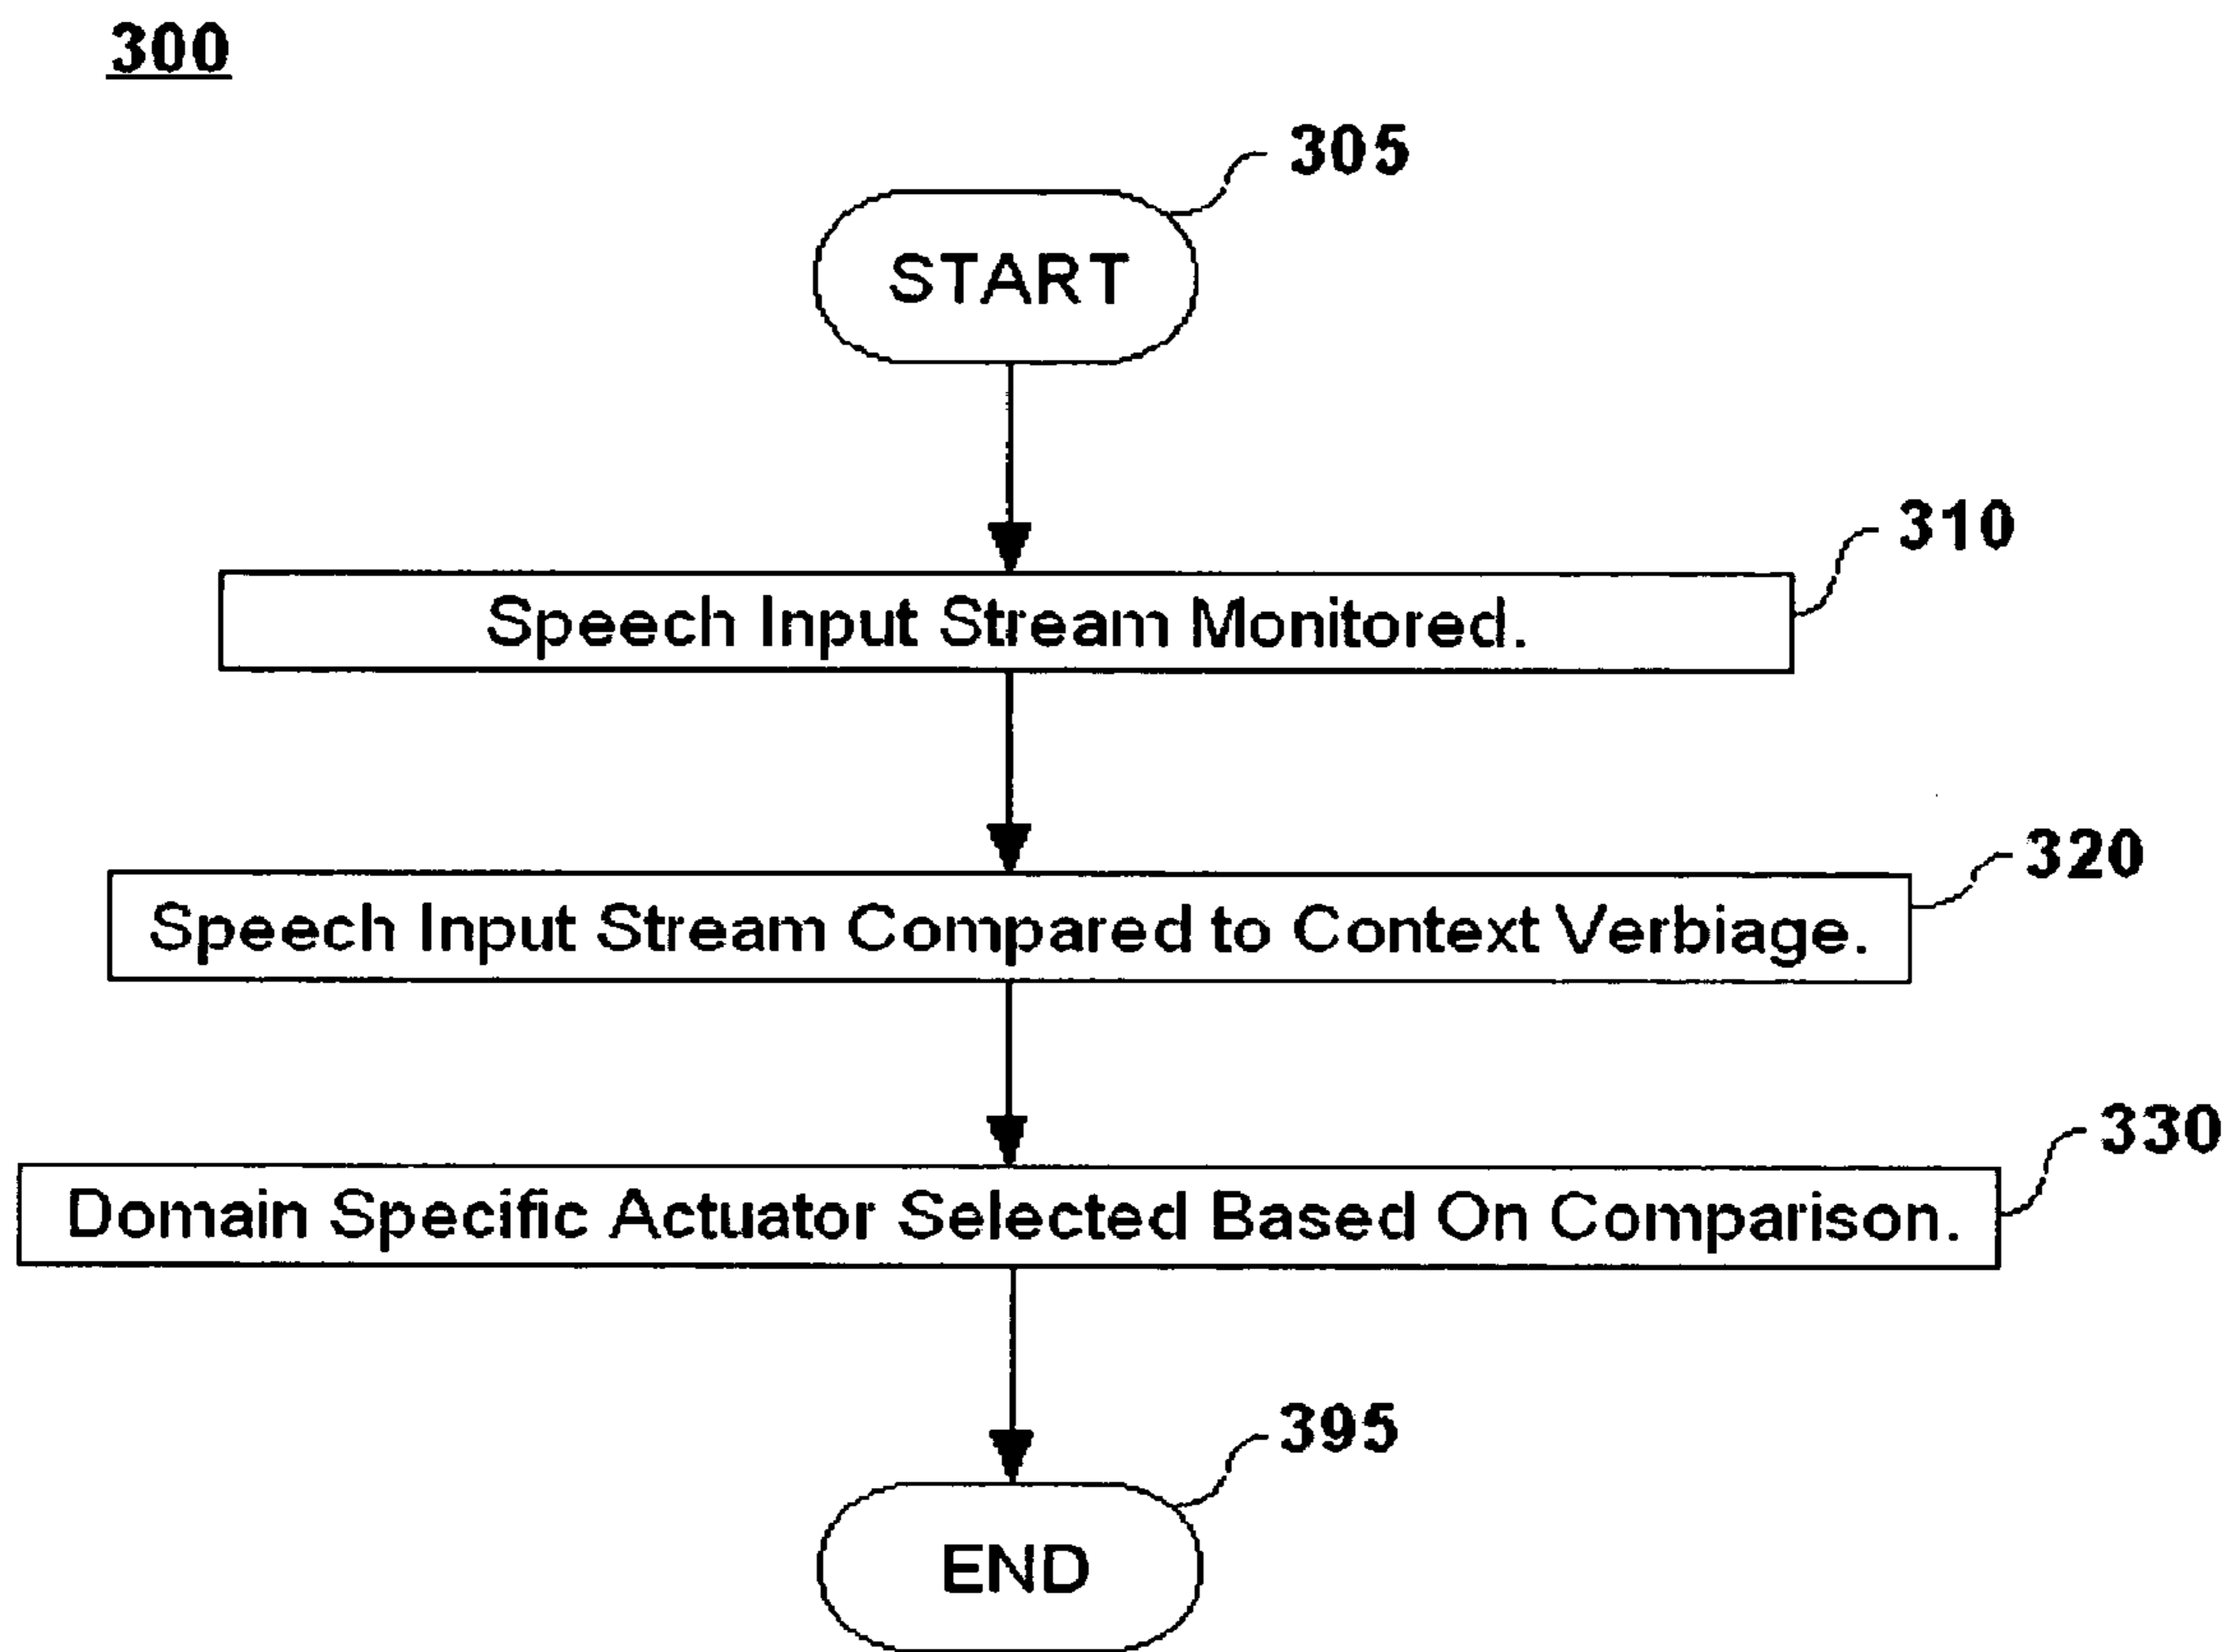 300
305
START
310
Speech Input Stream Monitored.
320
Speech Input Stream Compared to Context Verbiage.
330
Domain Specific Actuator Selected Based On Comparison.
395
END